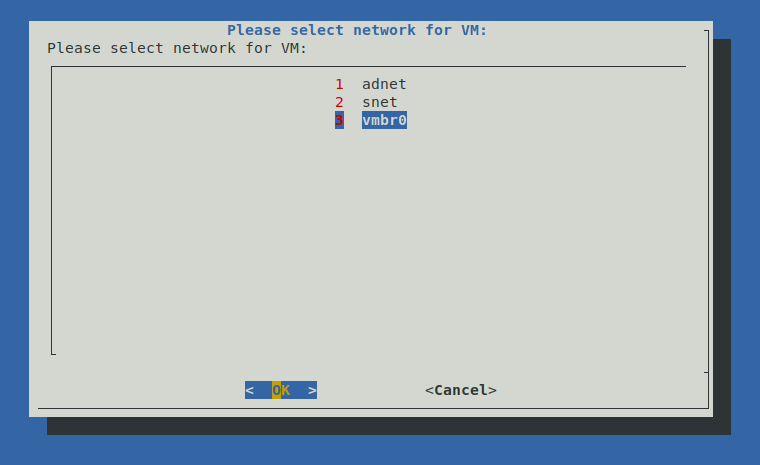 Please select network for VM:
Please select network for VM:
1 adnet
2 snet
3 vmbr0
< OK > <Cancel>